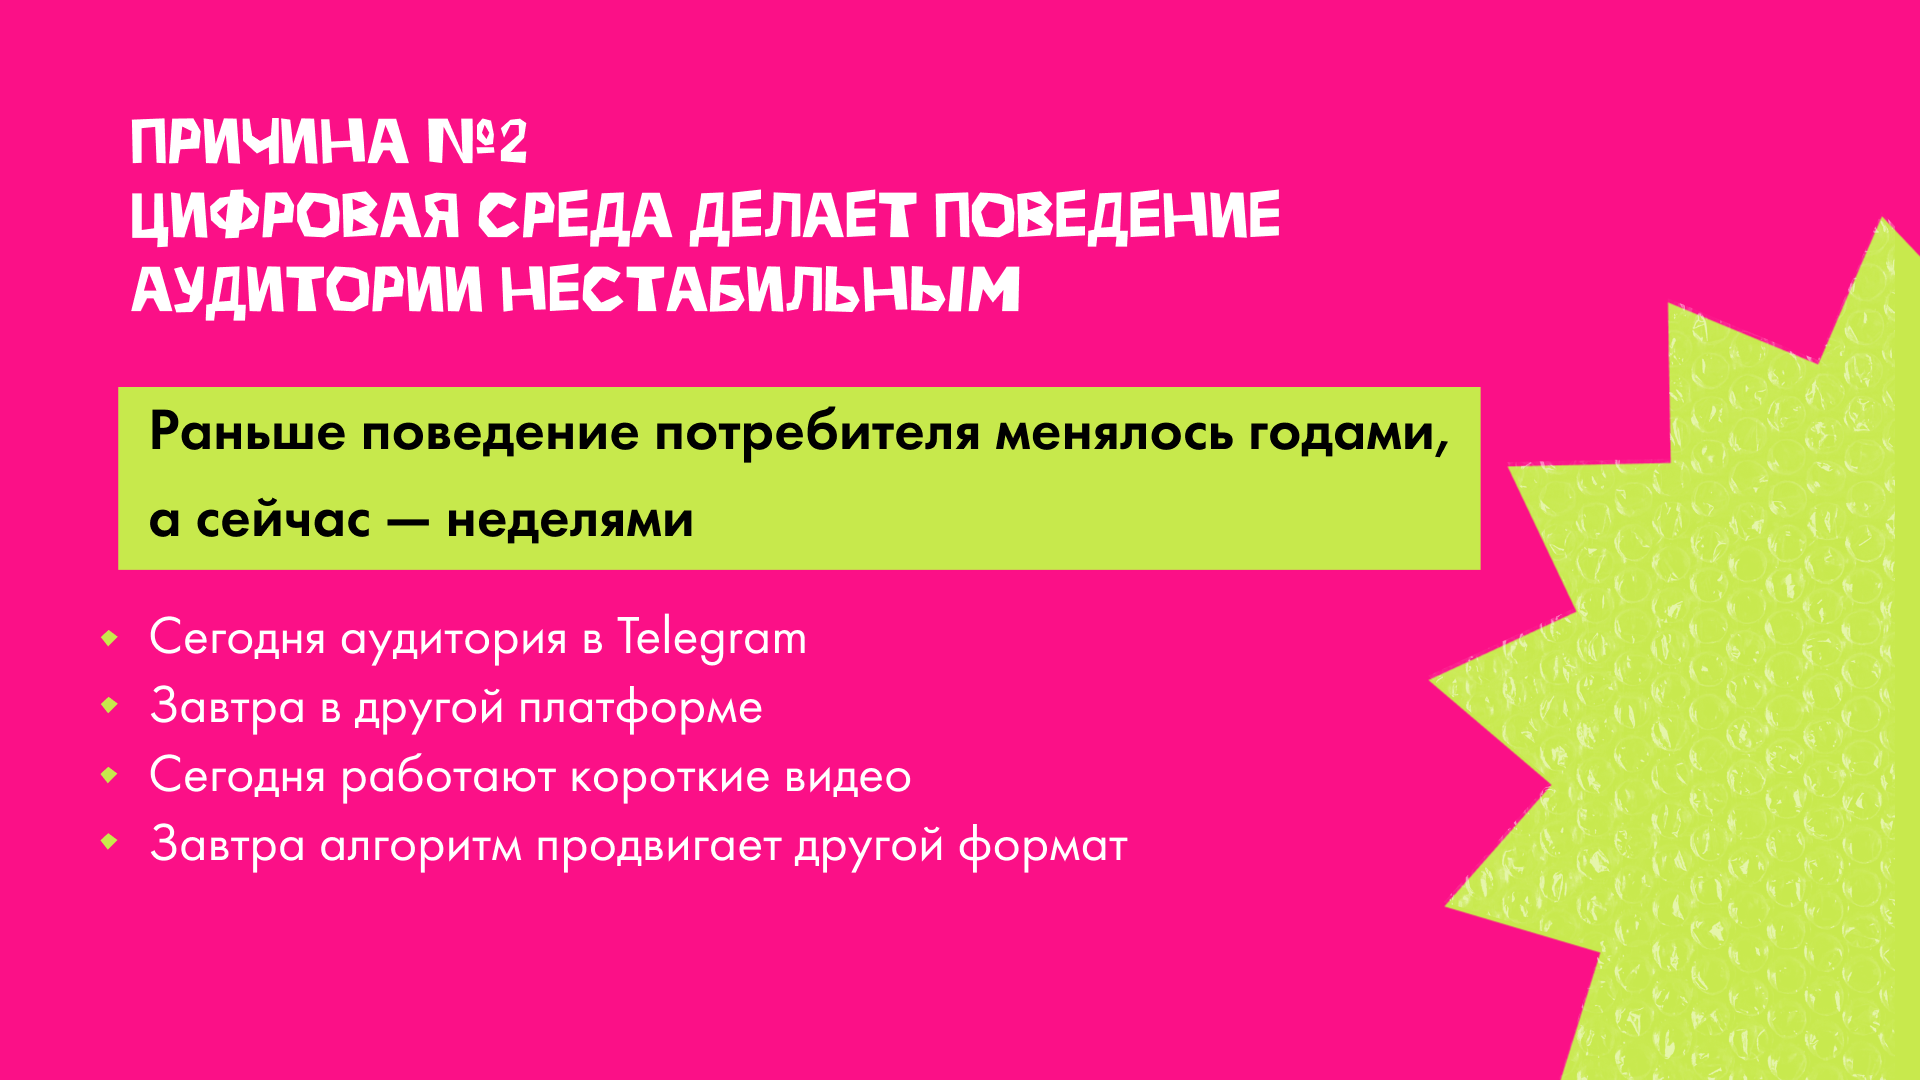 ПРИЧИНА №2
ЦИФРОВАЯ СРЕДА ДЕЛАЕТ ПОВЕДЕНИЕ
АУДИТОРИИ НЕСТАБИЛЬНЫМ
Раньше поведение потребителя менялось годами,
а сейчас — неделями
Сегодня аудитория в Telegram
Завтра в другой платформе
Сегодня работают короткие видео
Завтра алгоритм продвигает другой формат